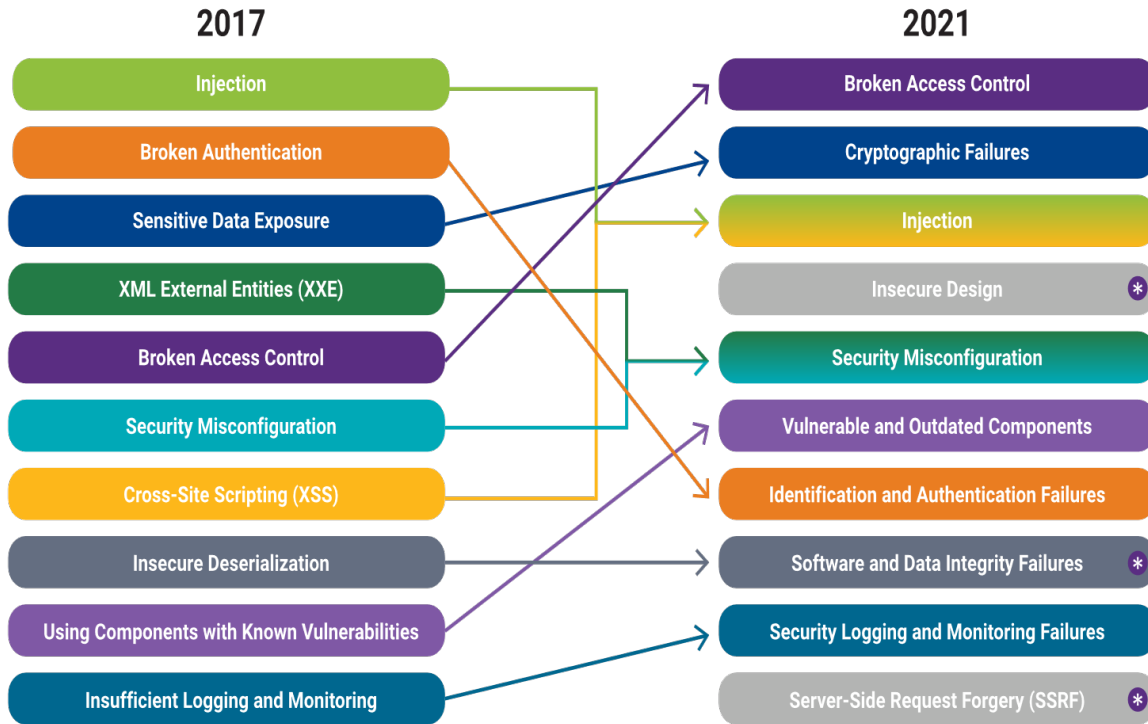 2017
2021
Injection
Broken Access Control
Broken Authentication
Cryptographic Failures
Sensitive Data Exposure
Injection
XML External Entities (XXE)
Insecure Design *
Broken Access Control
Security Misconfiguration
Security Misconfiguration
Vulnerable and Outdated Components
Cross-Site Scripting (XSS)
Identification and Authentication Failures
Insecure Deserialization
Software and Data Integrity Failures *
Using Components with Known Vulnerabilities
Security Logging and Monitoring Failures
Insufficient Logging and Monitoring
Server-Side Request Forgery (SSRF) *